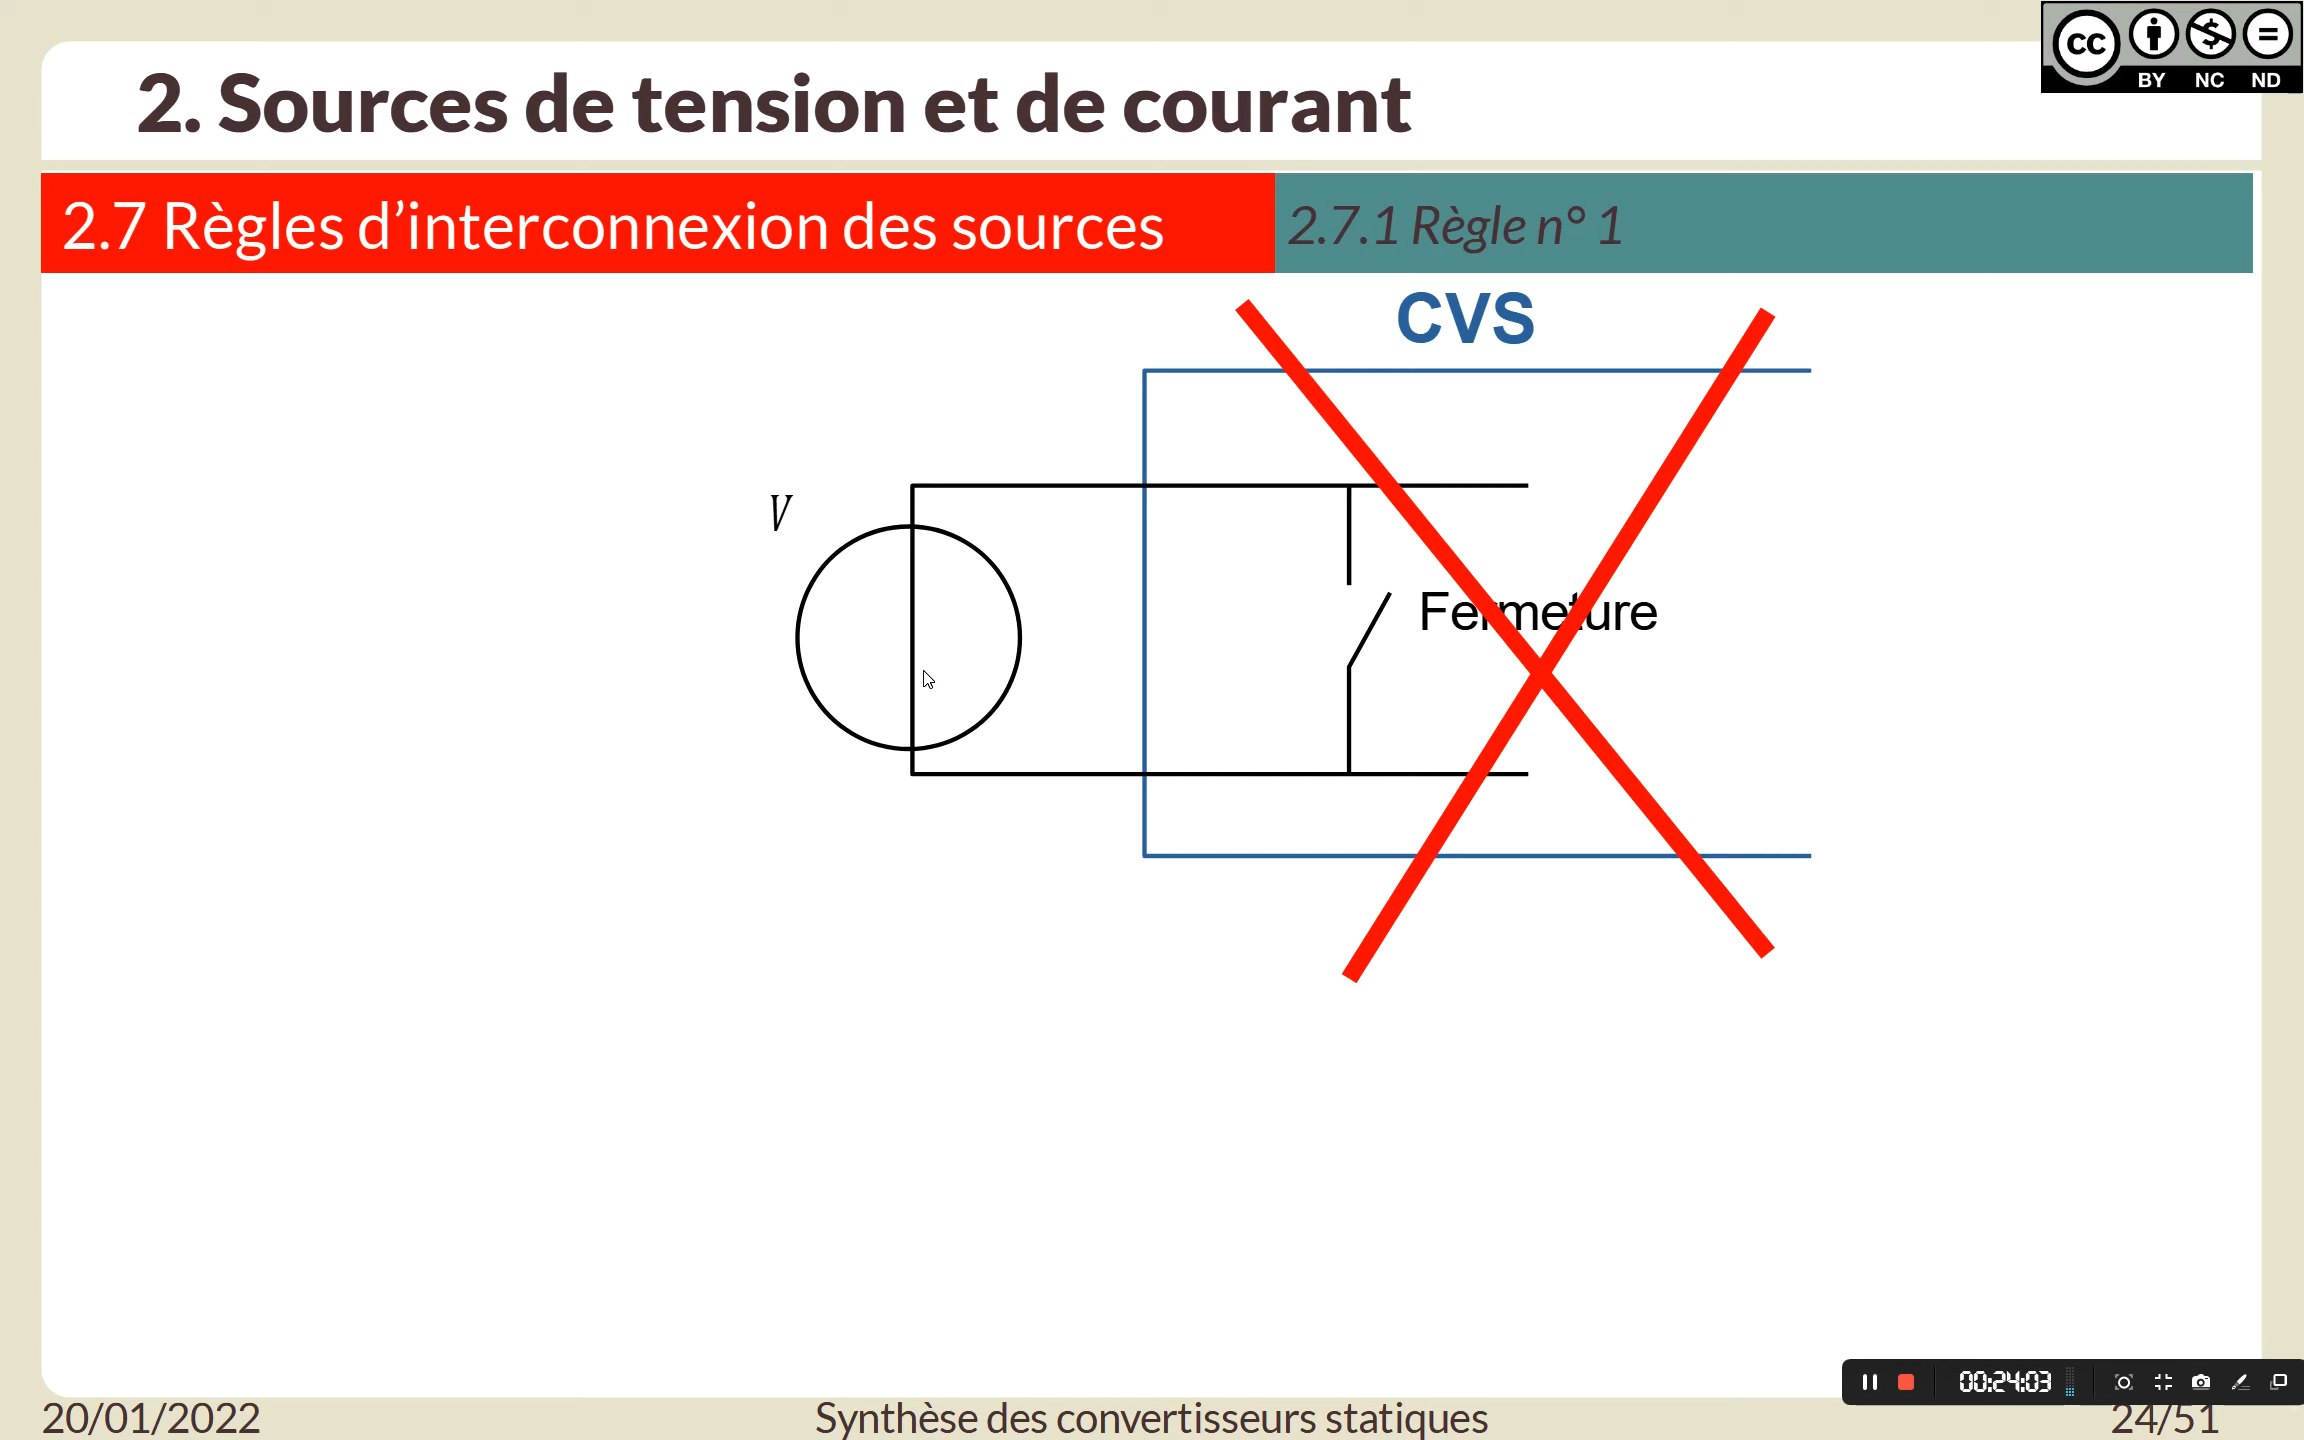 2. Sources de tension et de courant
CC
BY NC ND
2.7 Règles d’interconnexion des sources
2.7.1 Règle n° 1
CVS
V
Fermeture
00:24:03
20/01/2022
Synthèse des convertisseurs statiques
24/51